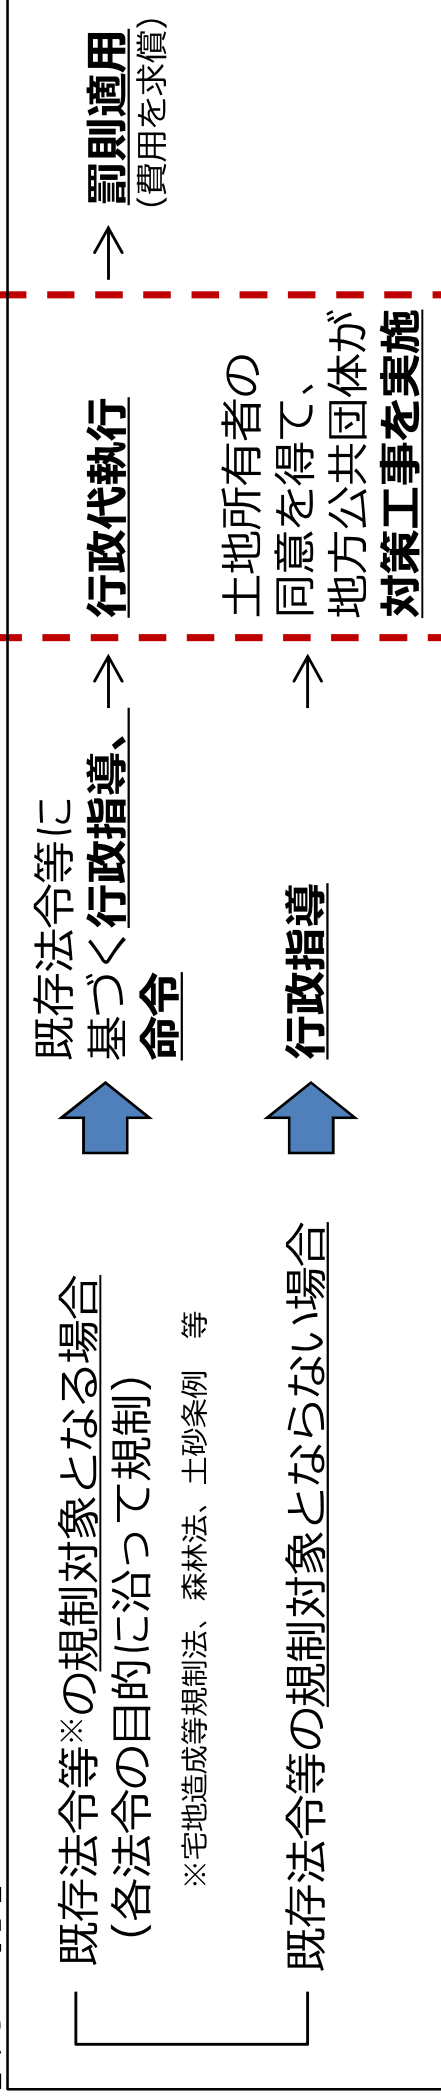 既存法令等※の規制対象となる場合
（各法令の目的に沿って規制）
※宅地造成等規制法、森林法、土砂条例　等
既存法令等に
基づく行政指導、
命令
→
行政代執行
→
罰則適用
（費用を求償）
既存法令等の規制対象とならない場合
行政指導
→
土地所有者の
同意を得て、
地方公共団体が
対策工事を実施